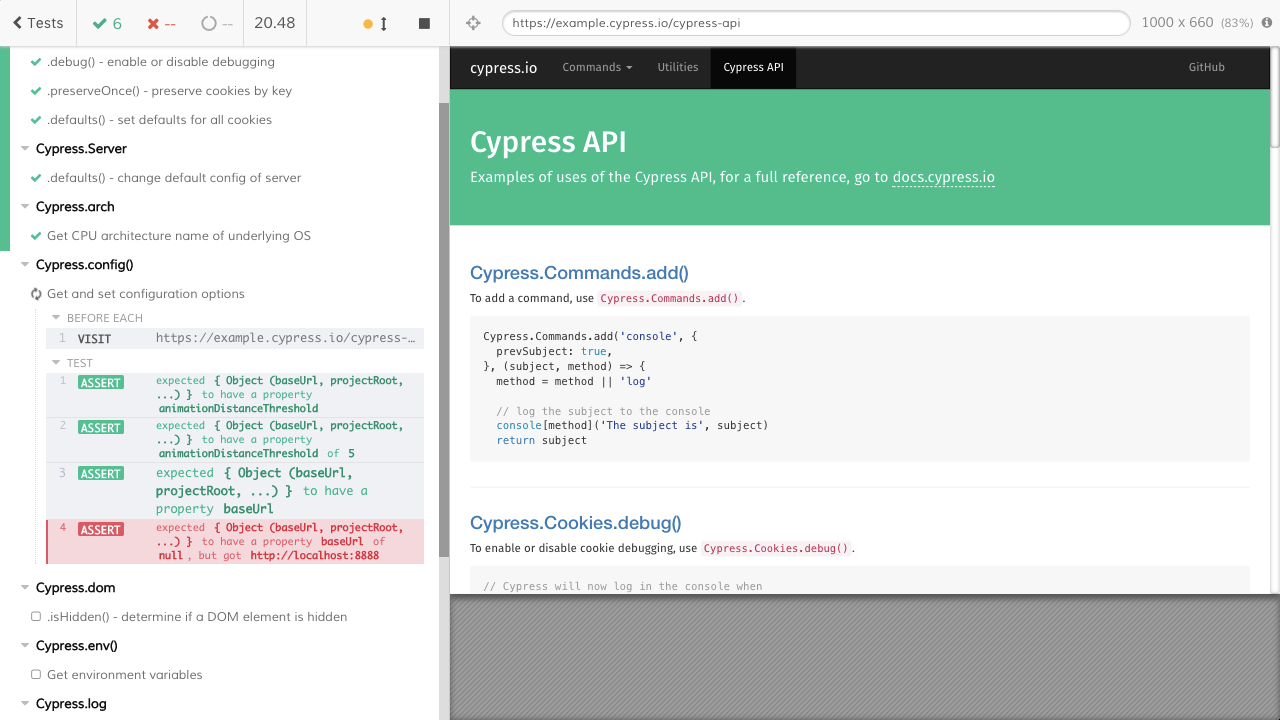 Tests
6
--
--
20.48
https://example.cypress.io/cypress-api
1000 x 660 (83%)
.debug() - enable or disable debugging
.preserveOnce() - preserve cookies by key
.defaults() - set defaults for all cookies
Cypress.Server
.defaults() - change default config of server
Cypress.arch
Get CPU architecture name of underlying OS
Cypress.config()
Get and set configuration options
BEFORE EACH
1 VISIT https://example.cypress.io/cypress-…
TEST
1 ASSERT expected { Object (baseUrl, projectRoot,
...) } to have a property
animationDistanceThreshold
2 ASSERT expected { Object (baseUrl, projectRoot,
...) } to have a property
animationDistanceThreshold of 5
3 ASSERT expected { Object (baseUrl,
projectRoot, ...) } to have a
property baseUrl
4 ASSERT expected { Object (baseUrl, projectRoot,
...) } to have a property baseUrl of
null, but got http://localhost:8888
Cypress.dom
.isHidden() - determine if a DOM element is hidden
Cypress.env()
Get environment variables
Cypress.log
cypress.io
Commands
Utilities
Cypress API
GitHub
Cypress API
Examples of uses of the Cypress API, for a full reference, go to docs.cypress.io
Cypress.Commands.add()
To add a command, use Cypress.Commands.add().
Cypress.Commands.add('console', {
prevSubject: true,
}, (subject, method) => {
method = method || 'log'
// log the subject to the console
console[method]('The subject is', subject)
return subject
Cypress.Cookies.debug()
To enable or disable cookie debugging, use Cypress.Cookies.debug().
// Cypress will now log in the console when